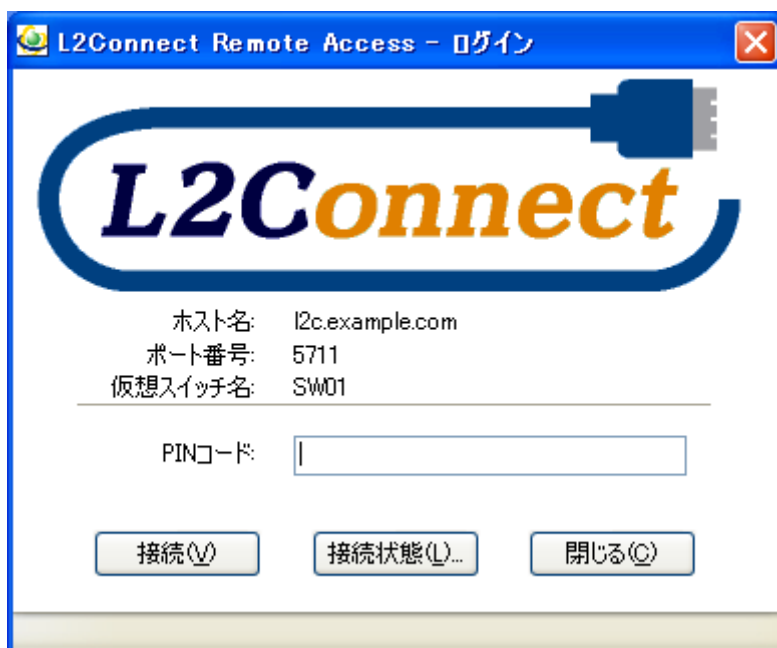 L2Connect Remote Access - ログイン
L2Connect
ホスト名: l2c.example.com
ポート番号: 5711
仮想スイッチ名: SW01
PINコード:
接続(V) 接続状態(L)... 閉じる(C)